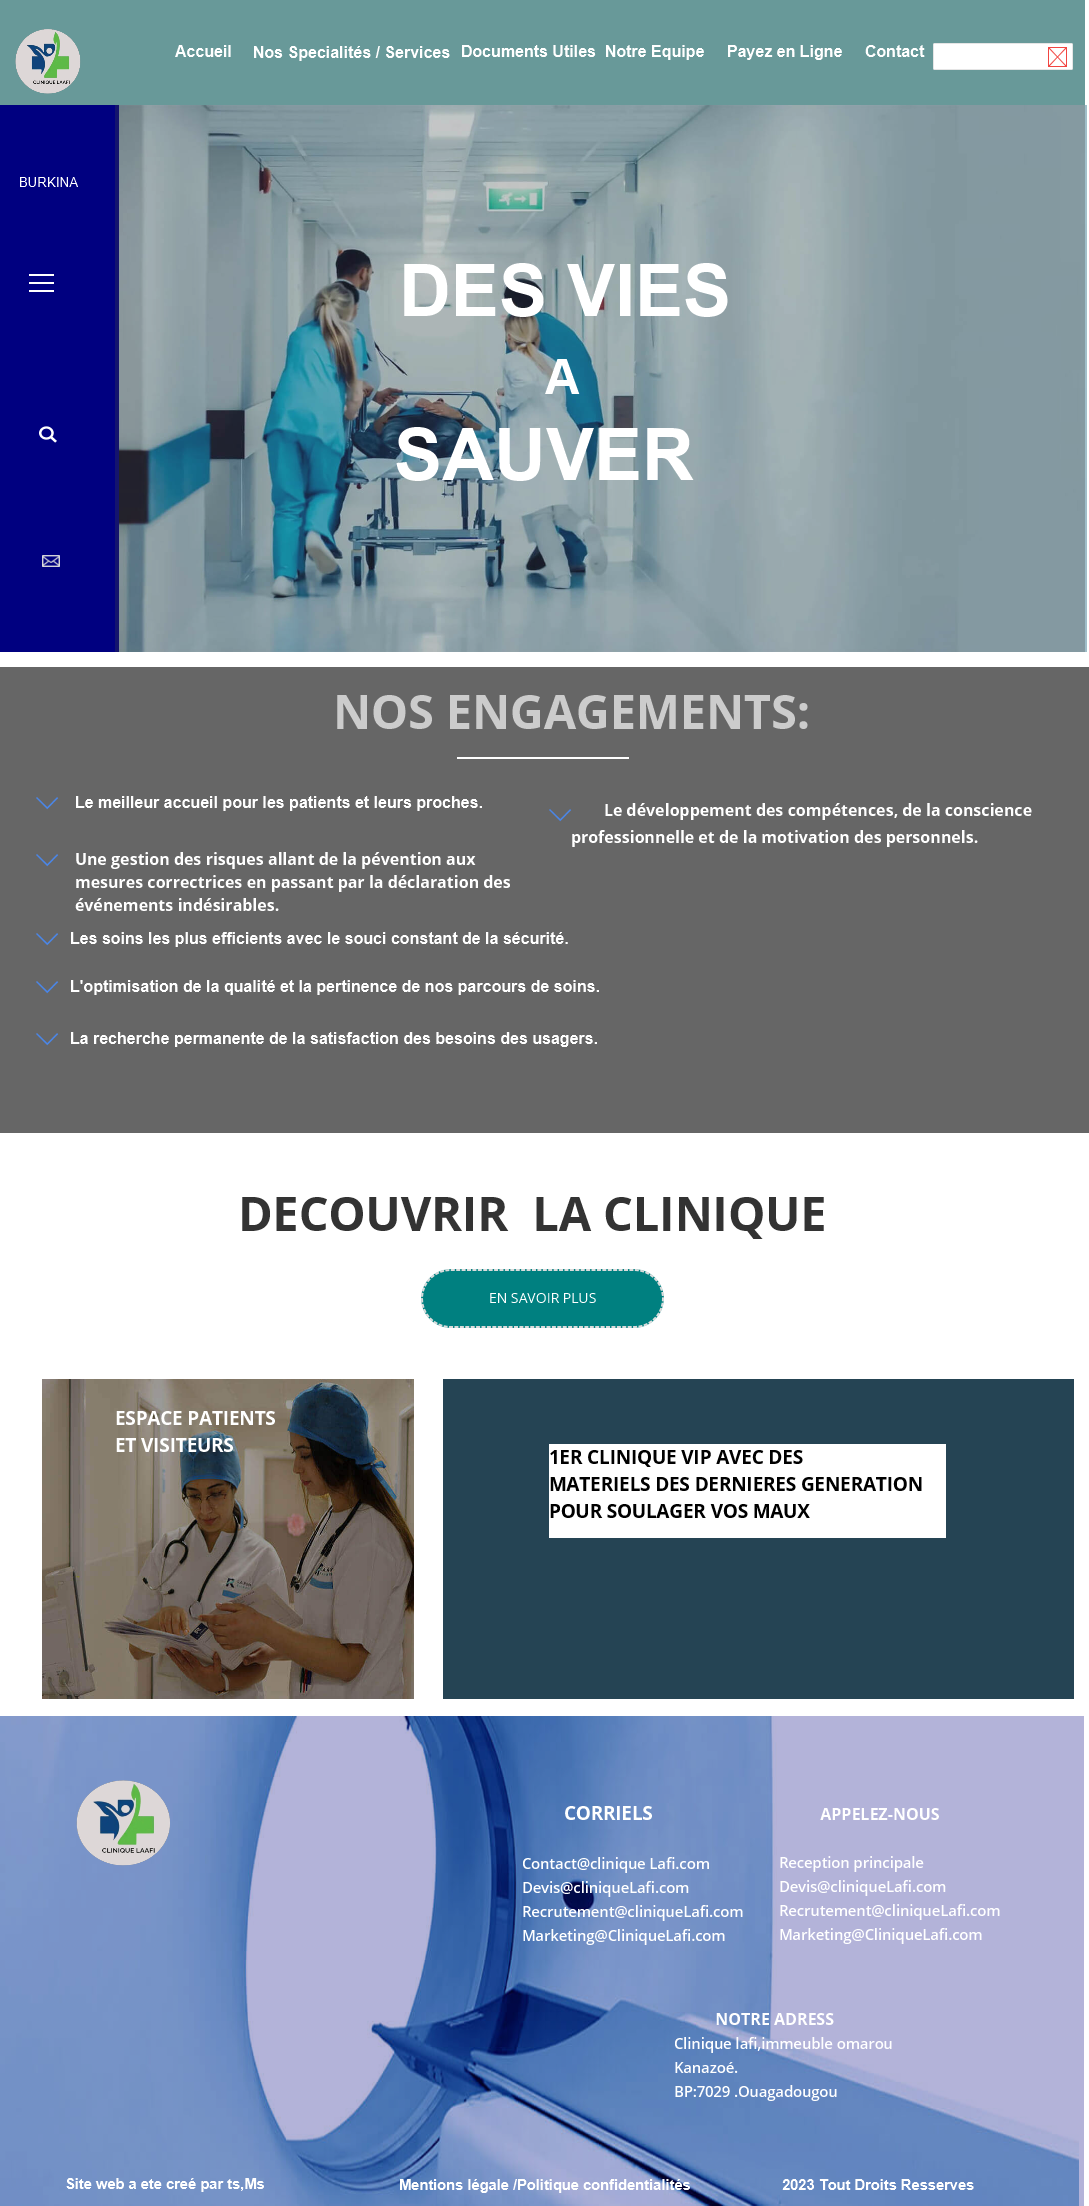 CLINIQUE LAAFI
Accueil Nos Specialités / Services Documents Utiles Notre Equipe Payez en Ligne Contact
BURKINA
DES VIES
A
SAUVER
NOS ENGAGEMENTS:
Le meilleur accueil pour les patients et leurs proches.
Une gestion des risques allant de la pévention aux
mesures correctrices en passant par la déclaration des
événements indésirables.
Les soins les plus efficients avec le souci constant de la sécurité.
L'optimisation de la qualité et la pertinence de nos parcours de soins.
La recherche permanente de la satisfaction des besoins des usagers.
Le développement des compétences, de la conscience
professionnelle et de la motivation des personnels.
DECOUVRIR LA CLINIQUE
EN SAVOIR PLUS
ESPACE PATIENTS
ET VISITEURS
1ER CLINIQUE VIP AVEC DES
MATERIELS DES DERNIERES GENERATION
POUR SOULAGER VOS MAUX
CLINIQUE LAAFI
CORRIELS
Contact@clinique Lafi.com
Devis@cliniqueLafi.com
Recrutement@cliniqueLafi.com
Marketing@CliniqueLafi.com
APPELEZ-NOUS
Reception principale
Devis@cliniqueLafi.com
Recrutement@cliniqueLafi.com
Marketing@CliniqueLafi.com
NOTRE ADRESS
Clinique lafi,immeuble omarou
Kanazoé.
BP:7029 .Ouagadougou
Site web a ete creé par ts,Ms
Mentions légale /Politique confidentialités
2023 Tout Droits Resserves